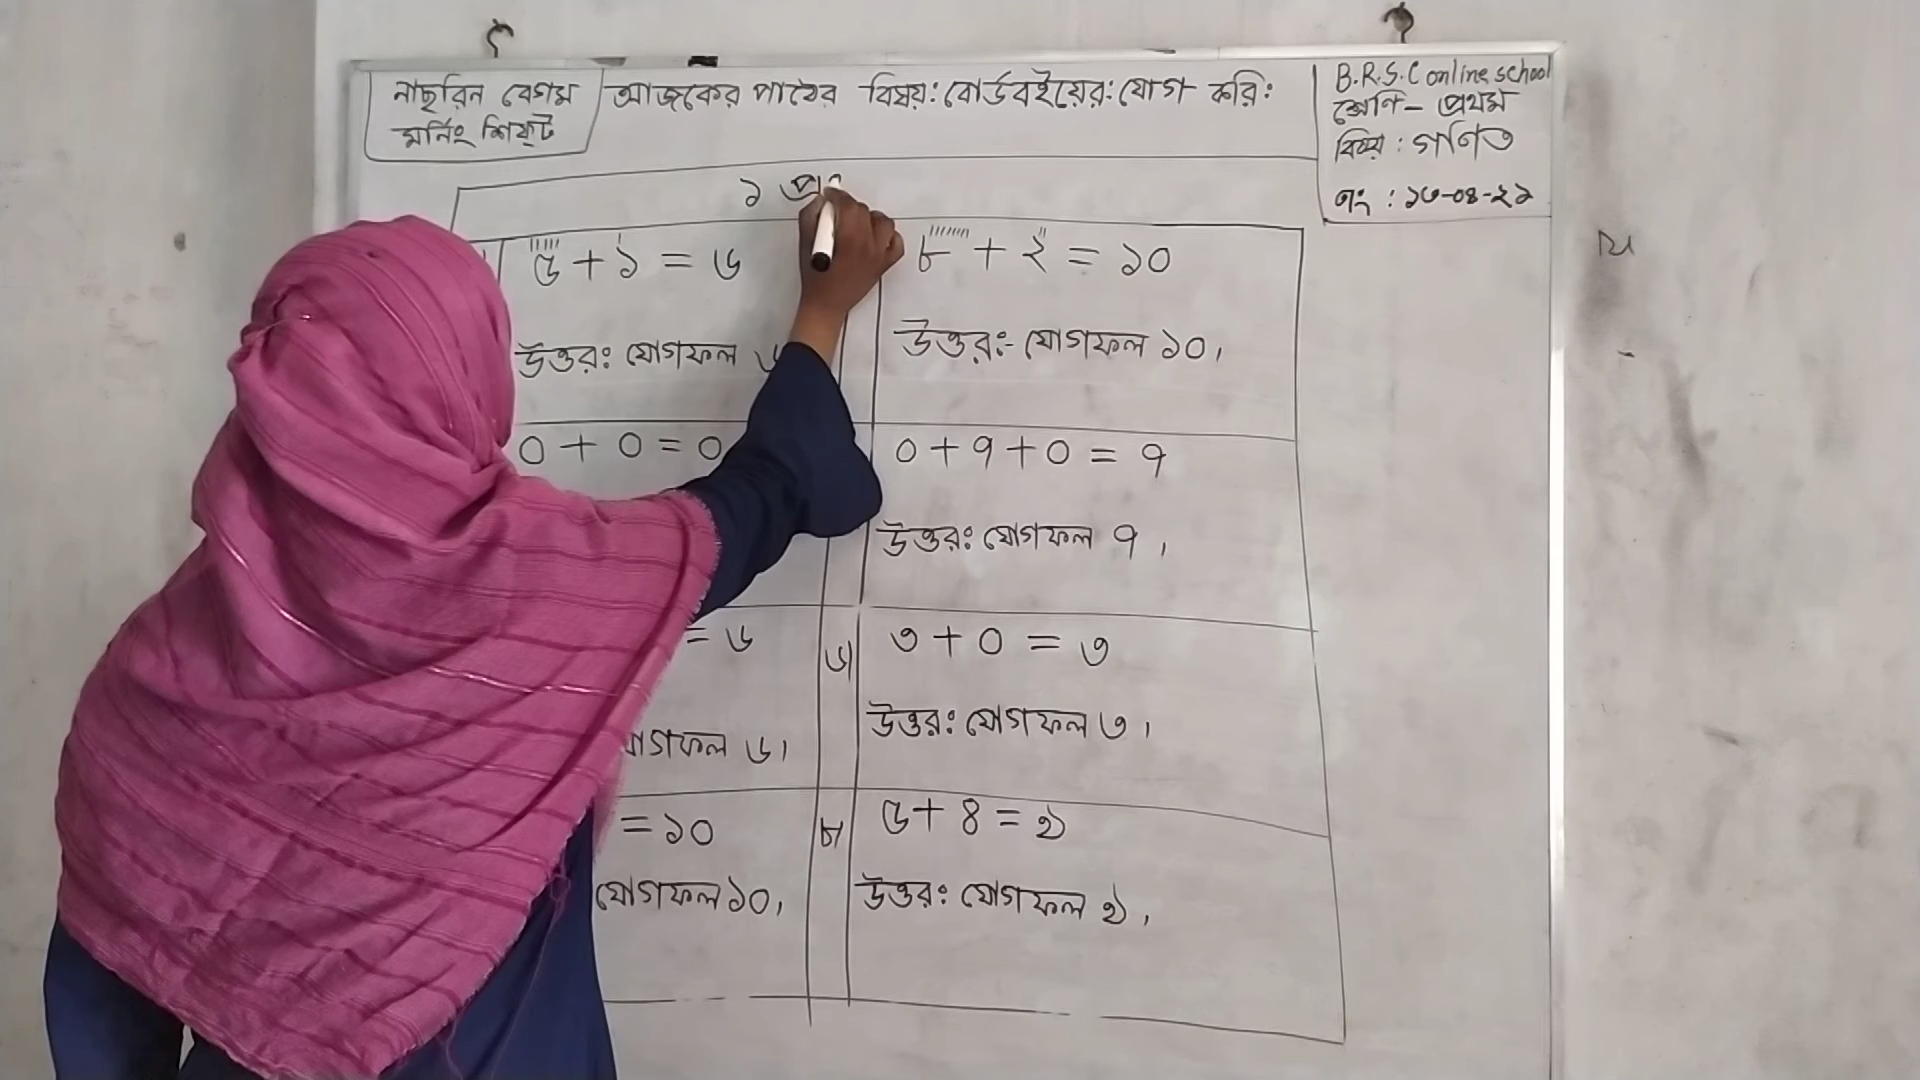 নাছরিন বেগম
মর্নিং শিফ্ট
আজকের পাঠের বিষয়: বোর্ডবইয়ের: যোগ করি:
B.R.S.C online school
শ্রেণি- প্রথম
বিষয়: গণিত
১৩-০৪-২১
১ প্র
৫ + ১ = ৬
৮ + ২ = ১০
উত্তর: যোগফল
উত্তর:- যোগফল ১০,
০ + ০ = ০
০ + ৭ + ০ = ৭
উত্তর: যোগফল ৭,
= ৬
৬
৩ + ০ = ৩
যোগফল ৬,
উত্তর: যোগফল ৩,
= ১০
৮
৫ + ৪ = ৯
যোগফল ১০,
উত্তর: যোগফল ৯,